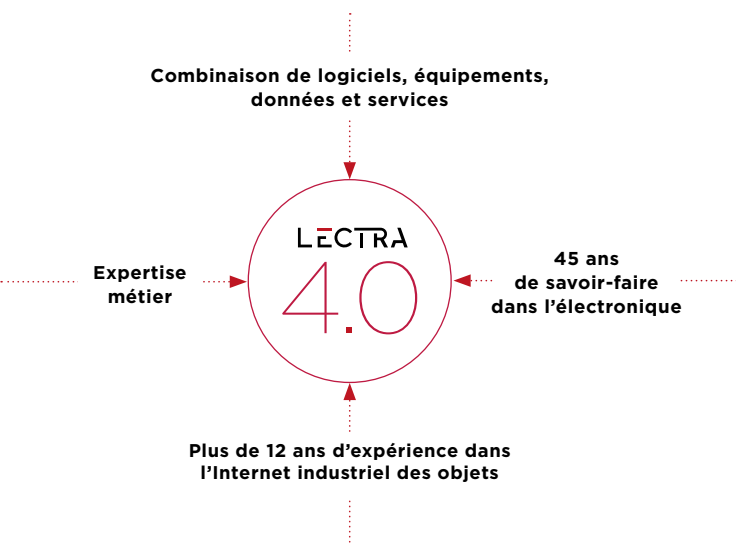 Combinaison de logiciels, équipements,
données et services
LECTRA
4.0
Expertise
métier
45 ans
de savoir-faire
dans l’électronique
Plus de 12 ans d’expérience dans
l’Internet industriel des objets